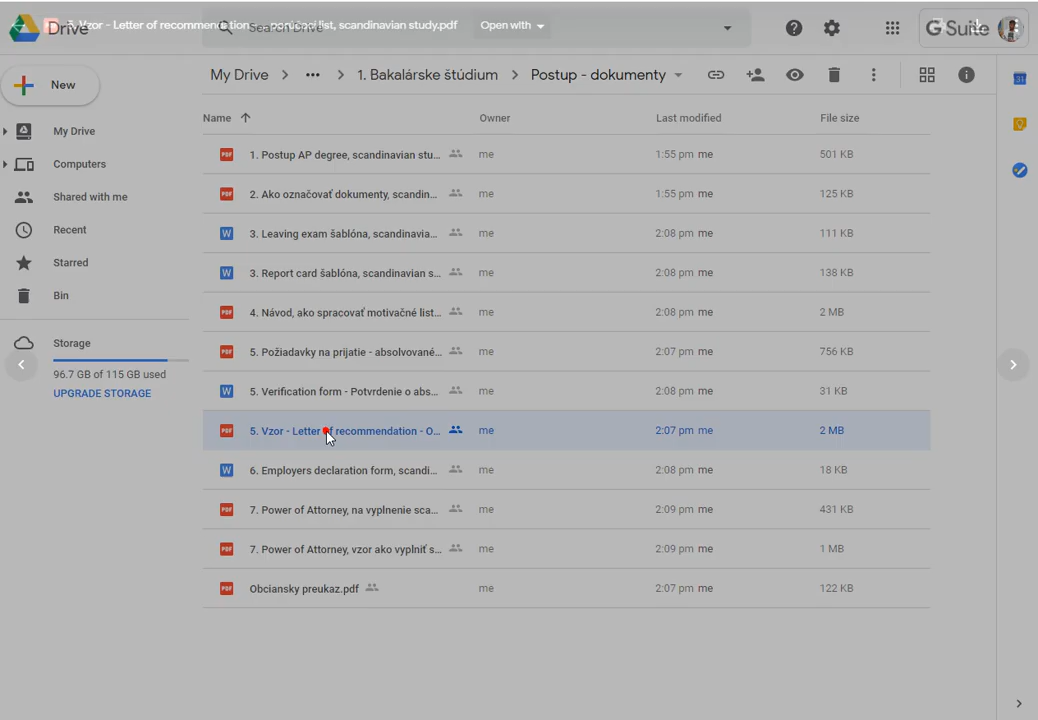 Drive
5. Vzor - Letter of recommendation - O... porúčací list, scandinavian study.pdf
Search Drive
Open with
G Suite
New
My Drive
Computers
Shared with me
Recent
Starred
Bin
Storage
96.7 GB of 115 GB used
UPGRADE STORAGE
My Drive > ... > 1. Bakalárske štúdium > Postup - dokumenty
Name Owner Last modified File size
1. Postup AP degree, scandinavian stu... me 1:55 pm me 501 KB
2. Ako označovať dokumenty, scandin... me 1:55 pm me 125 KB
3. Leaving exam šablóna, scandinavia... me 2:08 pm me 111 KB
3. Report card šablóna, scandinavian s... me 2:08 pm me 138 KB
4. Návod, ako spracovať motivačné list... me 2:08 pm me 2 MB
5. Požiadavky na prijatie - absolvované... me 2:07 pm me 756 KB
5. Verification form - Potvrdenie o abs... me 2:08 pm me 31 KB
5. Vzor - Letter of recommendation - O... me 2:07 pm me 2 MB
6. Employers declaration form, scandi... me 2:08 pm me 18 KB
7. Power of Attorney, na vyplnenie sca... me 2:09 pm me 431 KB
7. Power of Attorney, vzor ako vyplniť s... me 2:09 pm me 1 MB
Obciansky preukaz.pdf me 2:07 pm me 122 KB